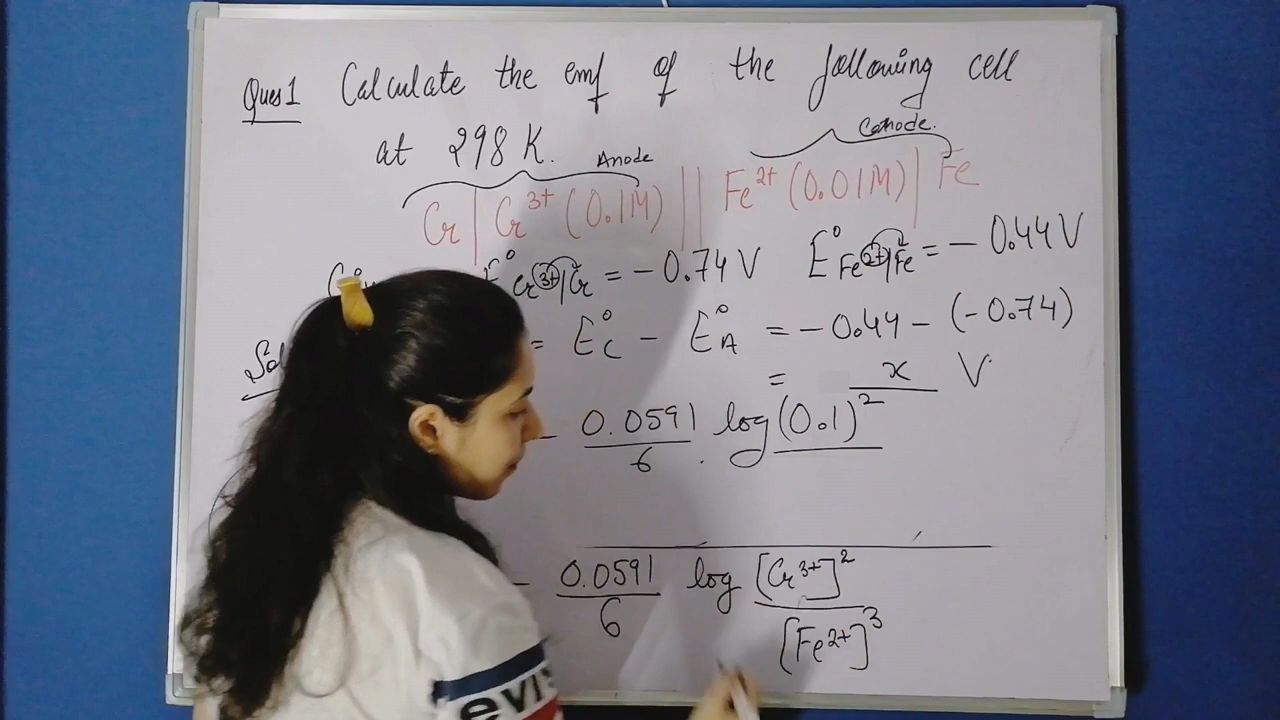 Ques 1 Calculate the emf of the following cell
at 298 K. Anode Cathode.
Cr | Cr³⁺ (0.1M) || Fe²⁺ (0.01M) | Fe
E° Cr³⁺|Cr = − 0.74 V E° Fe²⁺|Fe = − 0.44 V
= E°C − E°A = − 0.44 − (−0.74)
= x V
− 0.0591/6 log (0.1)²
− 0.0591/6 log [Cr³⁺]²/[Fe²⁺]³